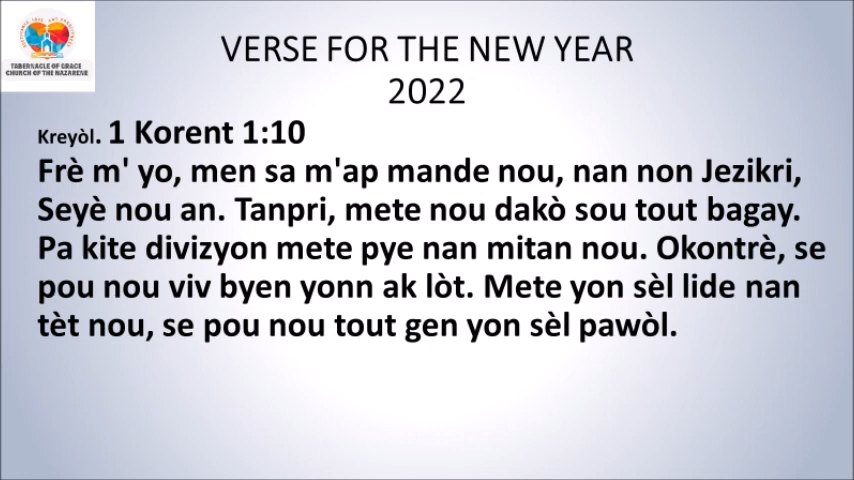 TABERNACLE OF GRACE
CHURCH OF THE NAZARENE
VERSE FOR THE NEW YEAR
2022
Kreyòl. 1 Korent 1:10
Frè m' yo, men sa m'ap mande nou, nan non Jezikri,
Seyè nou an. Tanpri, mete nou dakò sou tout bagay.
Pa kite divizyon mete pye nan mitan nou. Okontrè, se
pou nou viv byen yonn ak lòt. Mete yon sèl lide nan
tèt nou, se pou nou tout gen yon sèl pawòl.